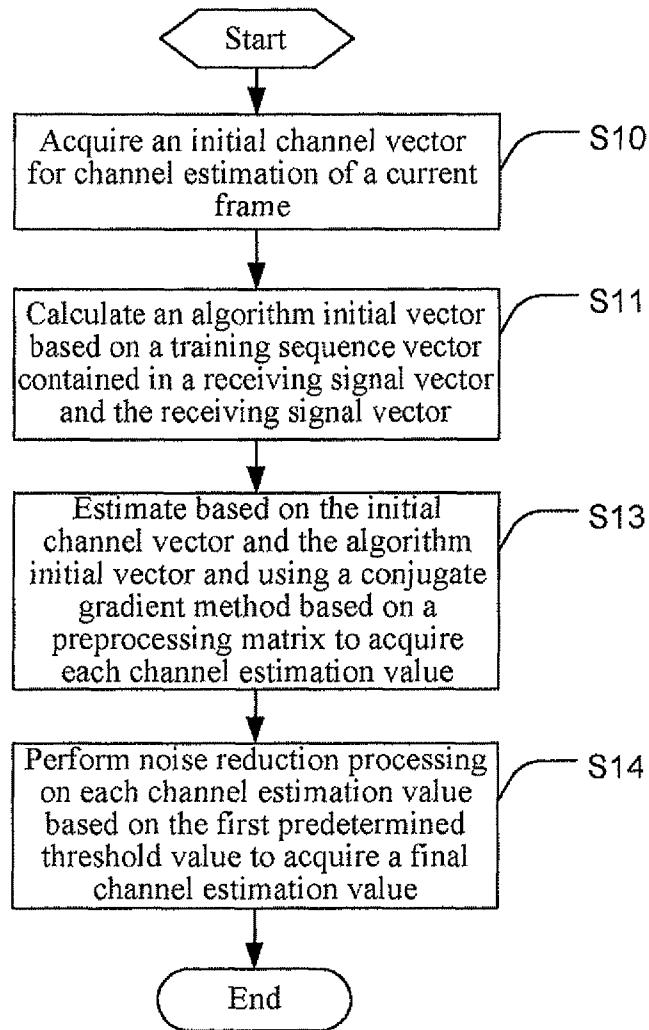 Start
Acquire an initial channel vector
for channel estimation of a current
frame
S10
Calculate an algorithm initial vector
based on a training sequence vector
contained in a receiving signal vector
and the receiving signal vector
S11
Estimate based on the initial
channel vector and the algorithm
initial vector and using a conjugate
gradient method based on a
preprocessing matrix to acquire
each channel estimation value
S13
Perform noise reduction processing
on each channel estimation value
based on the first predetermined
threshold value to acquire a final
channel estimation value
S14
End